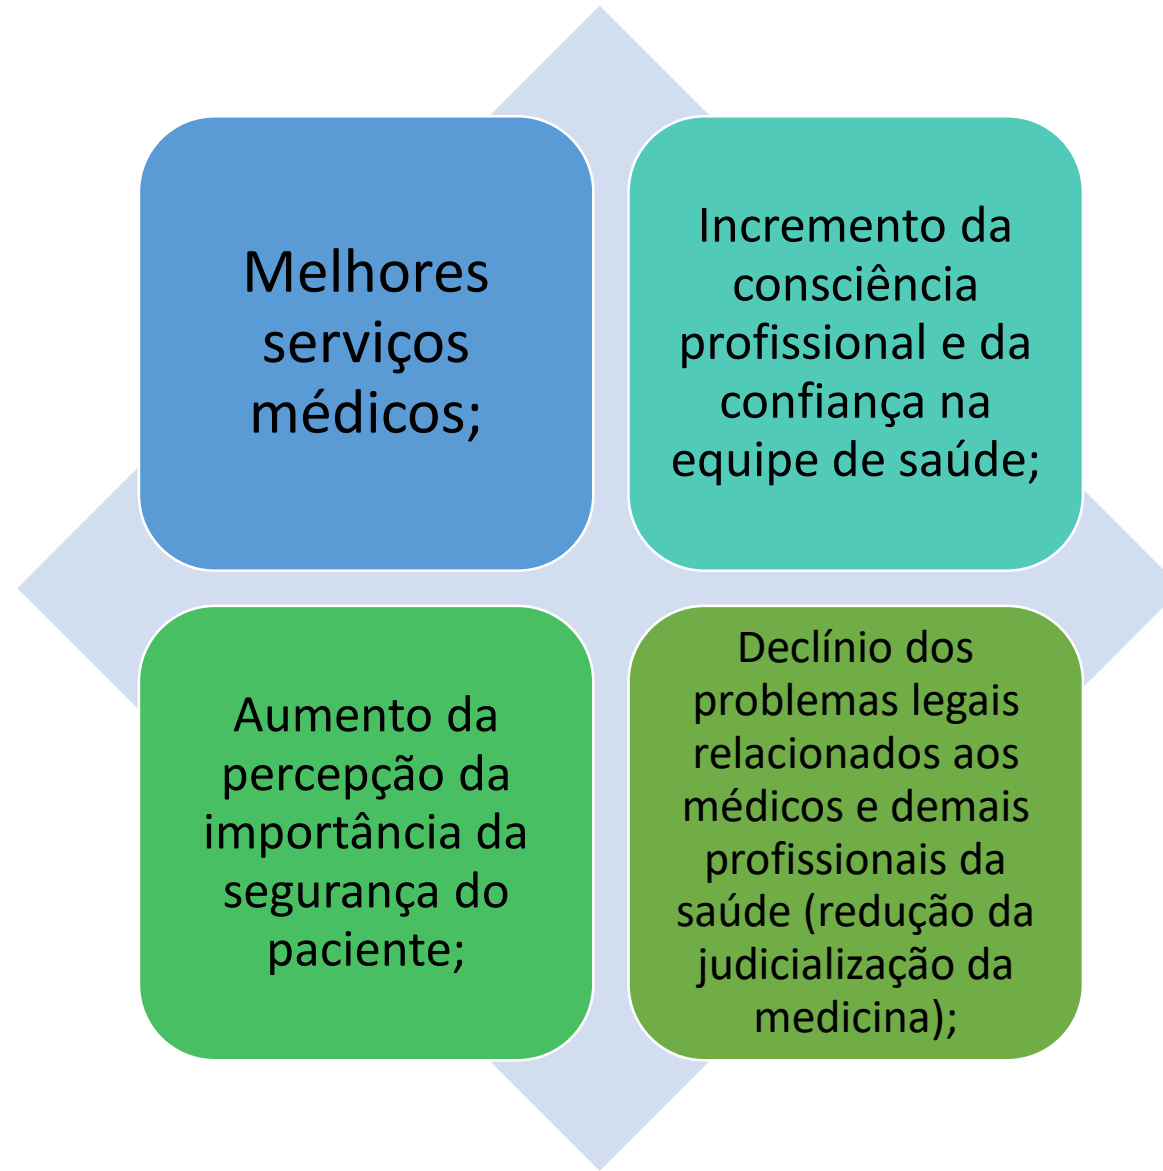 Melhores
serviços
médicos;
Incremento da
consciência
profissional e da
confiança na
equipe de saúde;
Aumento da
percepção da
importância da
segurança do
paciente;
Declínio dos
problemas legais
relacionados aos
médicos e demais
profissionais da
saúde (redução da
judicialização da
medicina);